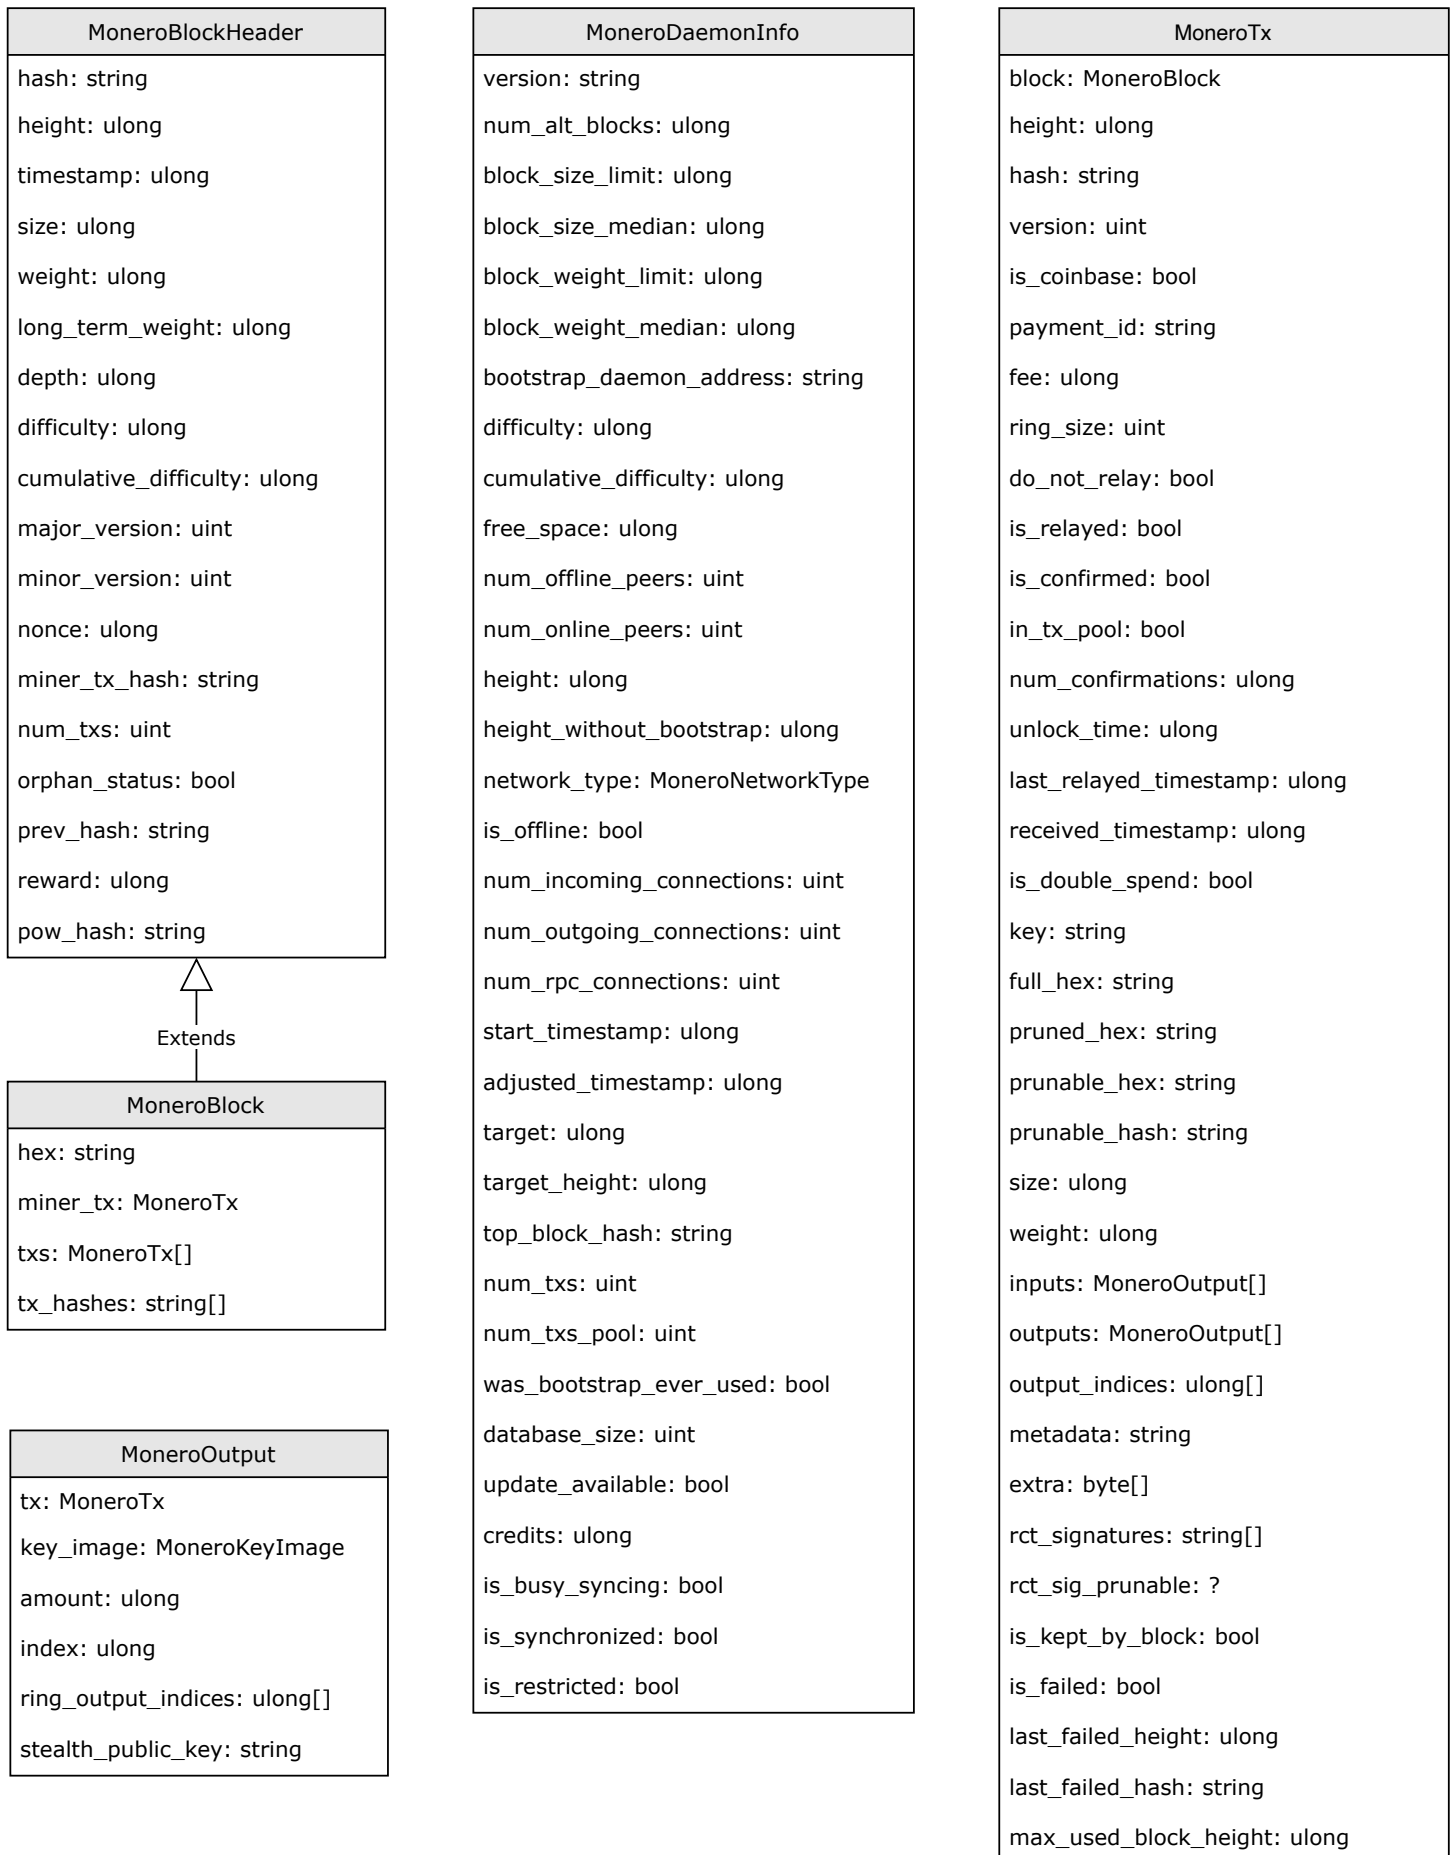 MoneroBlockHeader
hash: string
height: ulong
timestamp: ulong
size: ulong
weight: ulong
long_term_weight: ulong
depth: ulong
difficulty: ulong
cumulative_difficulty: ulong
major_version: uint
minor_version: uint
nonce: ulong
miner_tx_hash: string
num_txs: uint
orphan_status: bool
prev_hash: string
reward: ulong
pow_hash: string
Extends
MoneroBlock
hex: string
miner_tx: MoneroTx
txs: MoneroTx[]
tx_hashes: string[]
MoneroOutput
tx: MoneroTx
key_image: MoneroKeyImage
amount: ulong
index: ulong
ring_output_indices: ulong[]
stealth_public_key: string
MoneroDaemonInfo
version: string
num_alt_blocks: ulong
block_size_limit: ulong
block_size_median: ulong
block_weight_limit: ulong
block_weight_median: ulong
bootstrap_daemon_address: string
difficulty: ulong
cumulative_difficulty: ulong
free_space: ulong
num_offline_peers: uint
num_online_peers: uint
height: ulong
height_without_bootstrap: ulong
network_type: MoneroNetworkType
is_offline: bool
num_incoming_connections: uint
num_outgoing_connections: uint
num_rpc_connections: uint
start_timestamp: ulong
adjusted_timestamp: ulong
target: ulong
target_height: ulong
top_block_hash: string
num_txs: uint
num_txs_pool: uint
was_bootstrap_ever_used: bool
database_size: uint
update_available: bool
credits: ulong
is_busy_syncing: bool
is_synchronized: bool
is_restricted: bool
MoneroTx
block: MoneroBlock
height: ulong
hash: string
version: uint
is_coinbase: bool
payment_id: string
fee: ulong
ring_size: uint
do_not_relay: bool
is_relayed: bool
is_confirmed: bool
in_tx_pool: bool
num_confirmations: ulong
unlock_time: ulong
last_relayed_timestamp: ulong
received_timestamp: ulong
is_double_spend: bool
key: string
full_hex: string
pruned_hex: string
prunable_hex: string
prunable_hash: string
size: ulong
weight: ulong
inputs: MoneroOutput[]
outputs: MoneroOutput[]
output_indices: ulong[]
metadata: string
extra: byte[]
rct_signatures: string[]
rct_sig_prunable: ?
is_kept_by_block: bool
is_failed: bool
last_failed_height: ulong
last_failed_hash: string
max_used_block_height: ulong